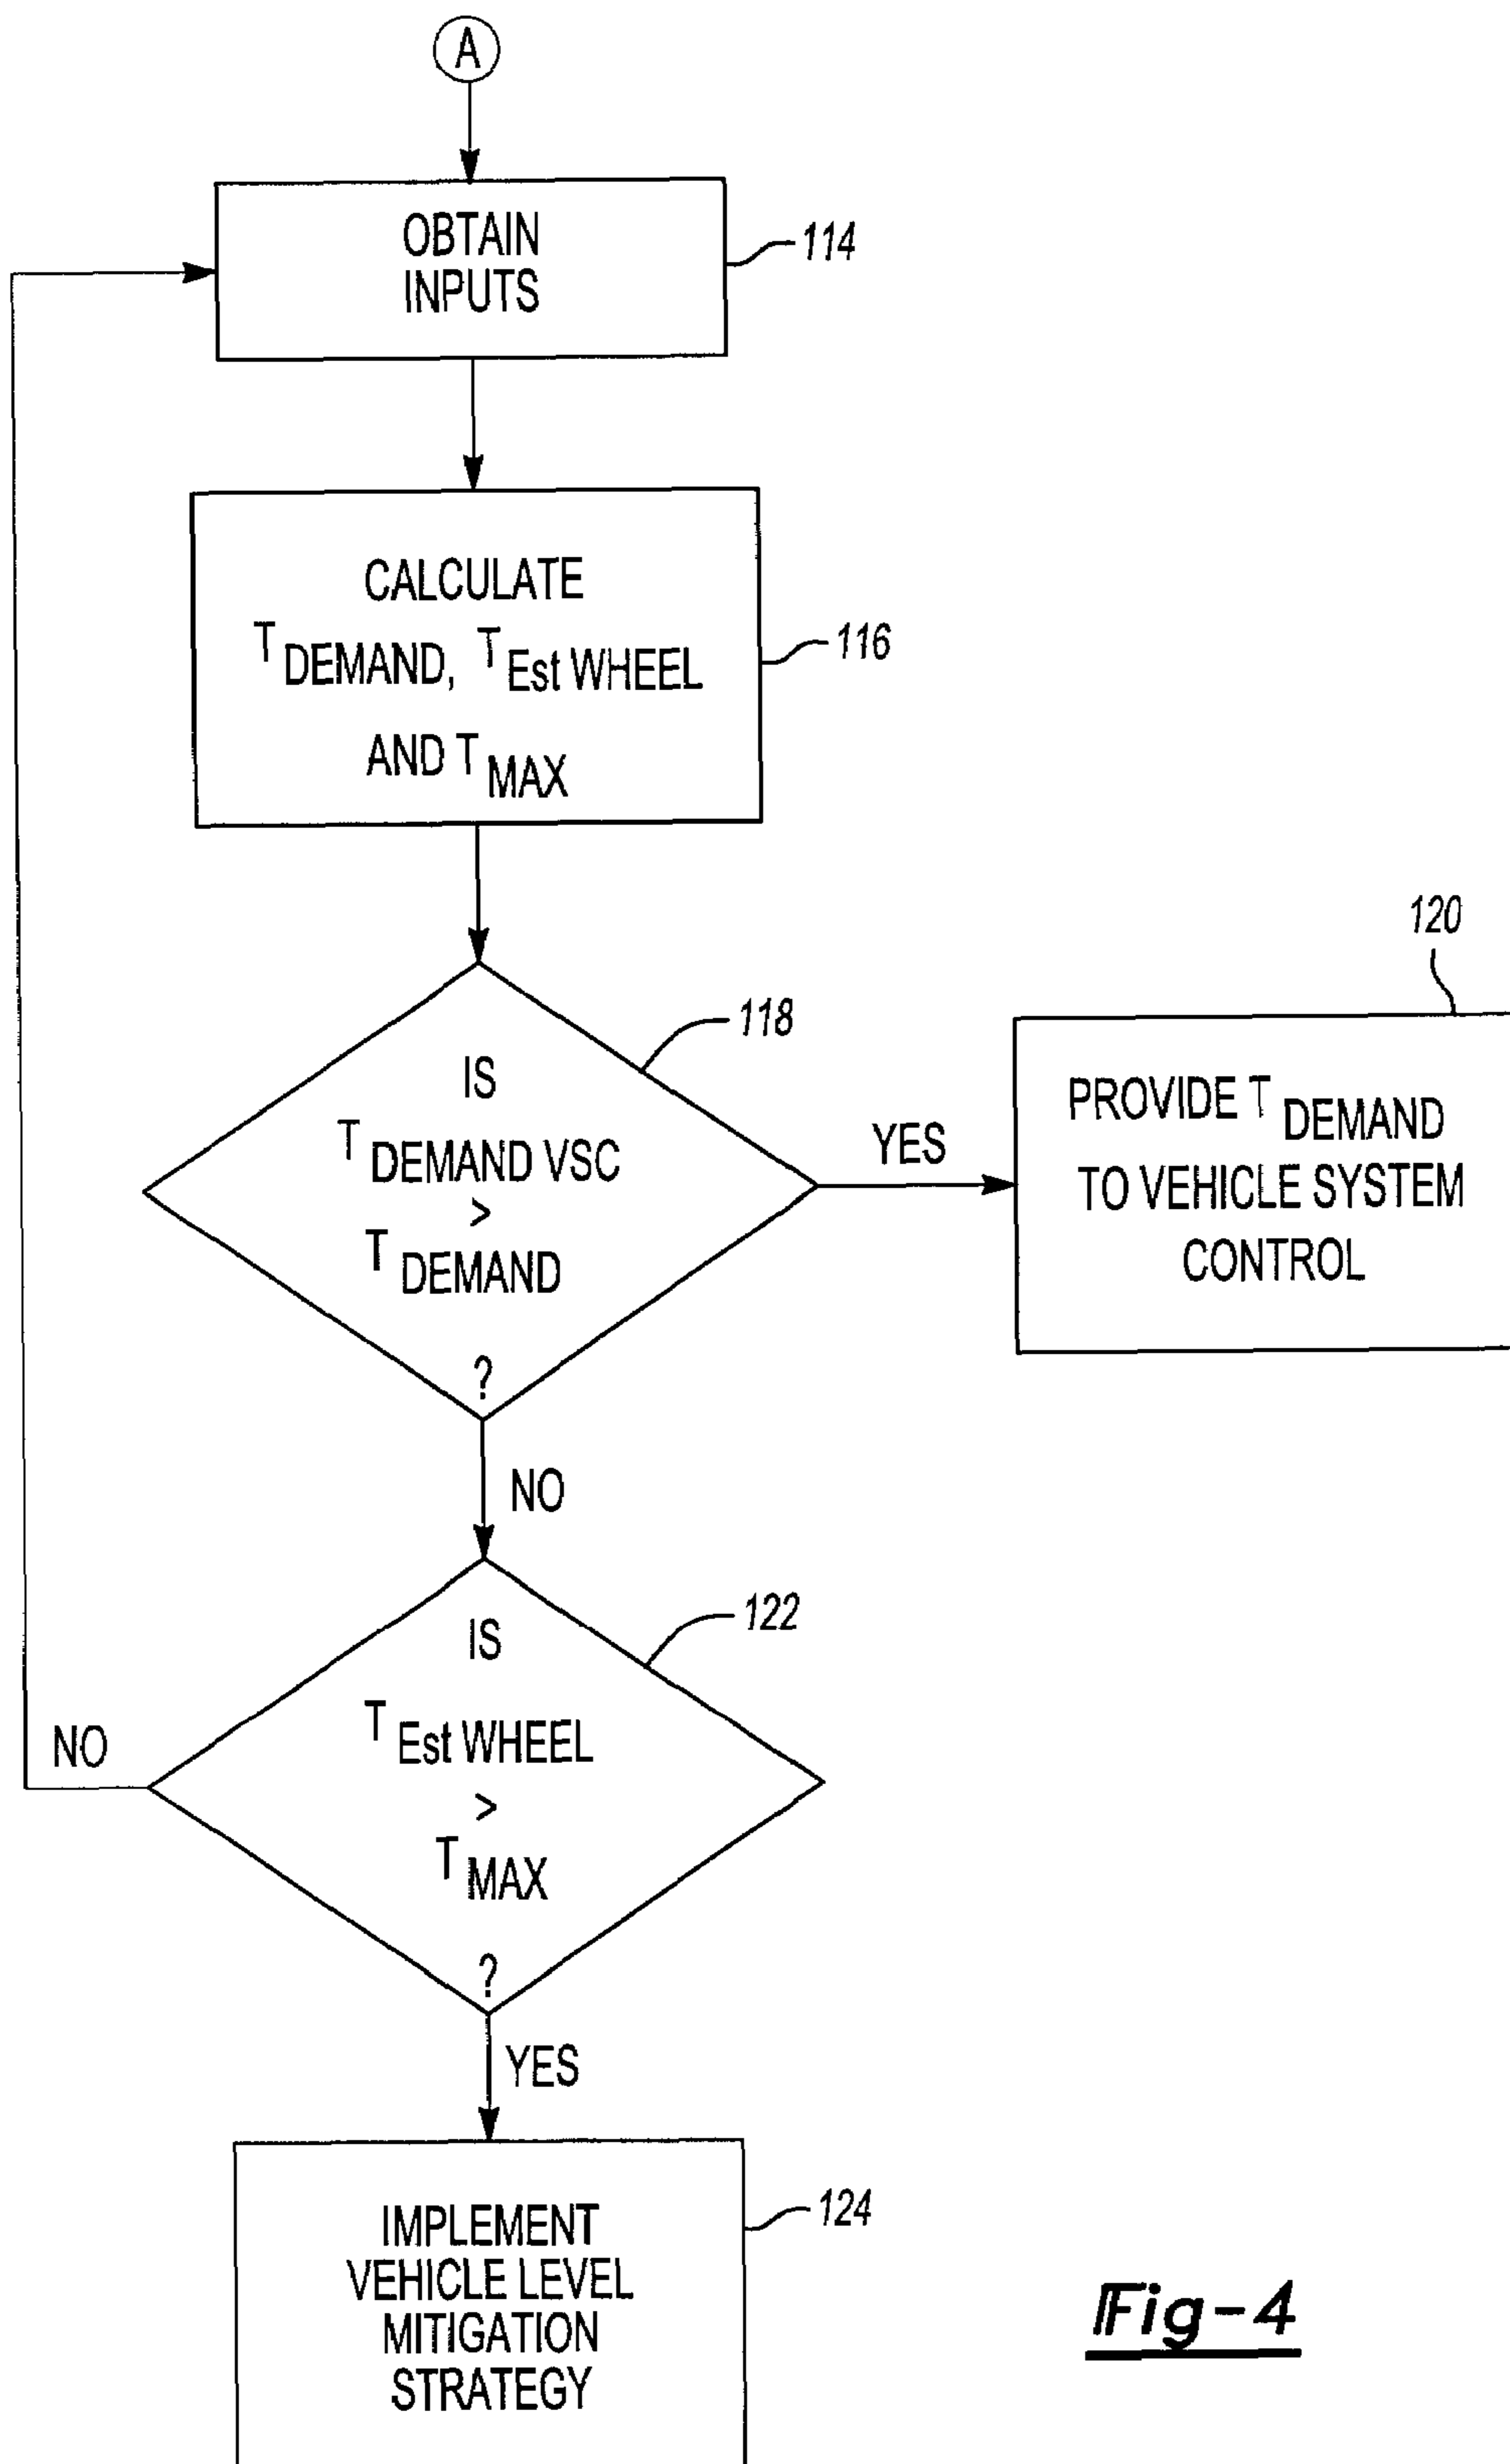 A
OBTAIN
INPUTS
114
CALCULATE
T DEMAND, T Est WHEEL
AND T MAX
116
118
IS
T DEMAND VSC
>
T DEMAND
?
YES
120
PROVIDE T DEMAND
TO VEHICLE SYSTEM
CONTROL
NO
122
IS
T Est WHEEL
>
T MAX
?
NO
YES
IMPLEMENT
VEHICLE LEVEL
MITIGATION
STRATEGY
124
Fig-4